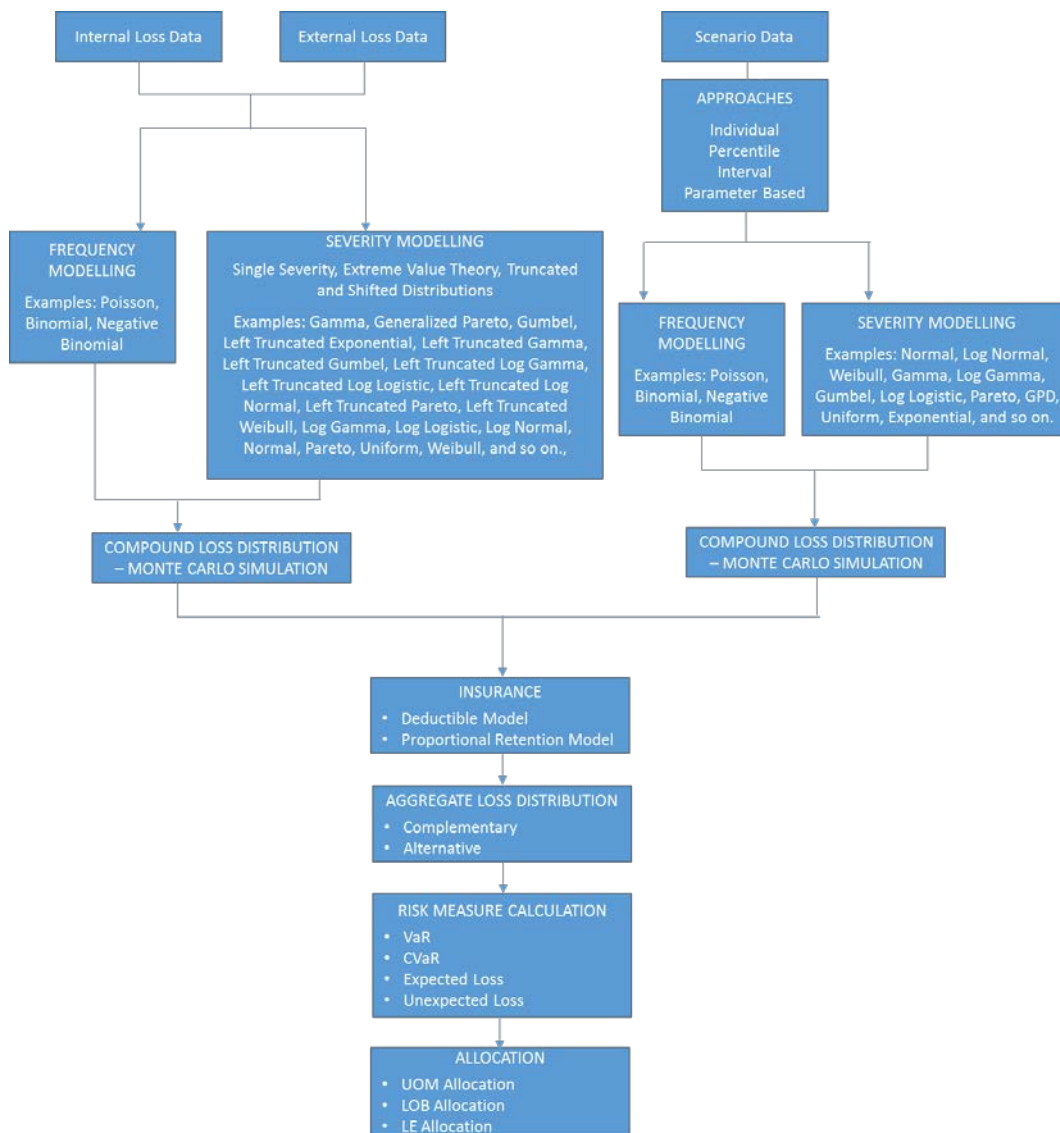 Internal Loss Data
External Loss Data
Scenario Data
APPROACHES
Individual
Percentile
Interval
Parameter Based
FREQUENCY
MODELLING
Examples: Poisson,
Binomial, Negative
Binomial
SEVERITY MODELLING
Single Severity, Extreme Value Theory, Truncated
and Shifted Distributions
Examples: Gamma, Generalized Pareto, Gumbel,
Left Truncated Exponential, Left Truncated Gamma,
Left Truncated Gumbel, Left Truncated Log Gamma,
Left Truncated Log Logistic, Left Truncated Log
Normal, Left Truncated Pareto, Left Truncated
Weibull, Log Gamma, Log Logistic, Log Normal,
Normal, Pareto, Uniform, Weibull, and so on.,
FREQUENCY
MODELLING
Examples: Poisson,
Binomial, Negative
Binomial
SEVERITY MODELLING
Examples: Normal, Log Normal,
Weibull, Gamma, Log Gamma,
Gumbel, Log Logistic, Pareto, GPD,
Uniform, Exponential, and so on.
COMPOUND LOSS DISTRIBUTION
– MONTE CARLO SIMULATION
COMPOUND LOSS DISTRIBUTION
– MONTE CARLO SIMULATION
INSURANCE
• Deductible Model
• Proportional Retention Model
AGGREGATE LOSS DISTRIBUTION
• Complementary
• Alternative
RISK MEASURE CALCULATION
• VaR
• CVaR
• Expected Loss
• Unexpected Loss
ALLOCATION
• UOM Allocation
• LOB Allocation
• LE Allocation